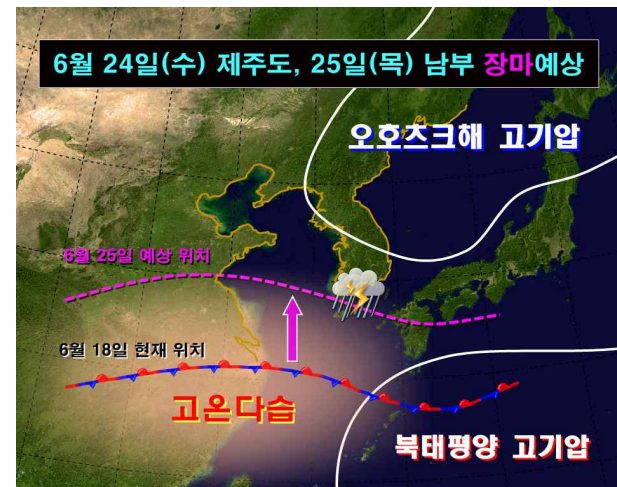 6월 24일(수) 제주도, 25일(목) 남부 장마예상
오호츠크해 고기압
6월 25일 예상 위치
6월 18일 현재 위치
고온다습
북태평양 고기압